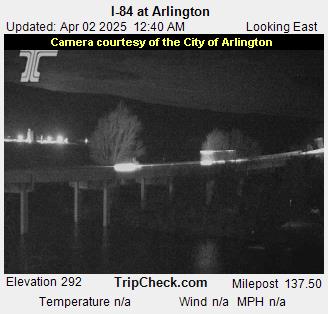 I-84 at Arlington
Updated: Apr 02 2025 12:40 AM Looking East
Camera courtesy of the City of Arlington
Elevation 292 TripCheck.com Milepost 137.50
Temperature n/a Wind n/a MPH n/a